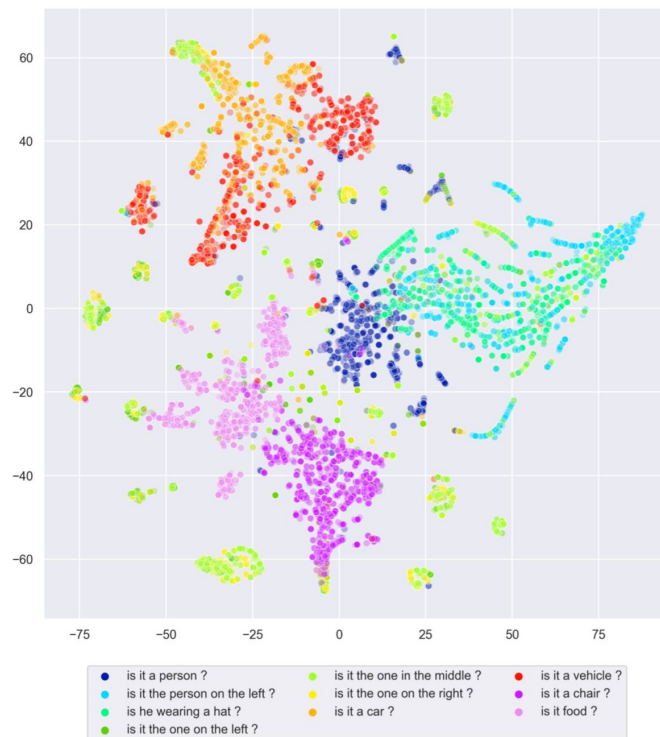 60
40
20
0
−20
−40
−60
−75 −50 −25 0 25 50 75
is it a person ? is it the one in the middle ? is it a vehicle ?
is it the person on the left ? is it the one on the right ? is it a chair ?
is he wearing a hat ? is it a car ? is it food ?
is it the one on the left ?